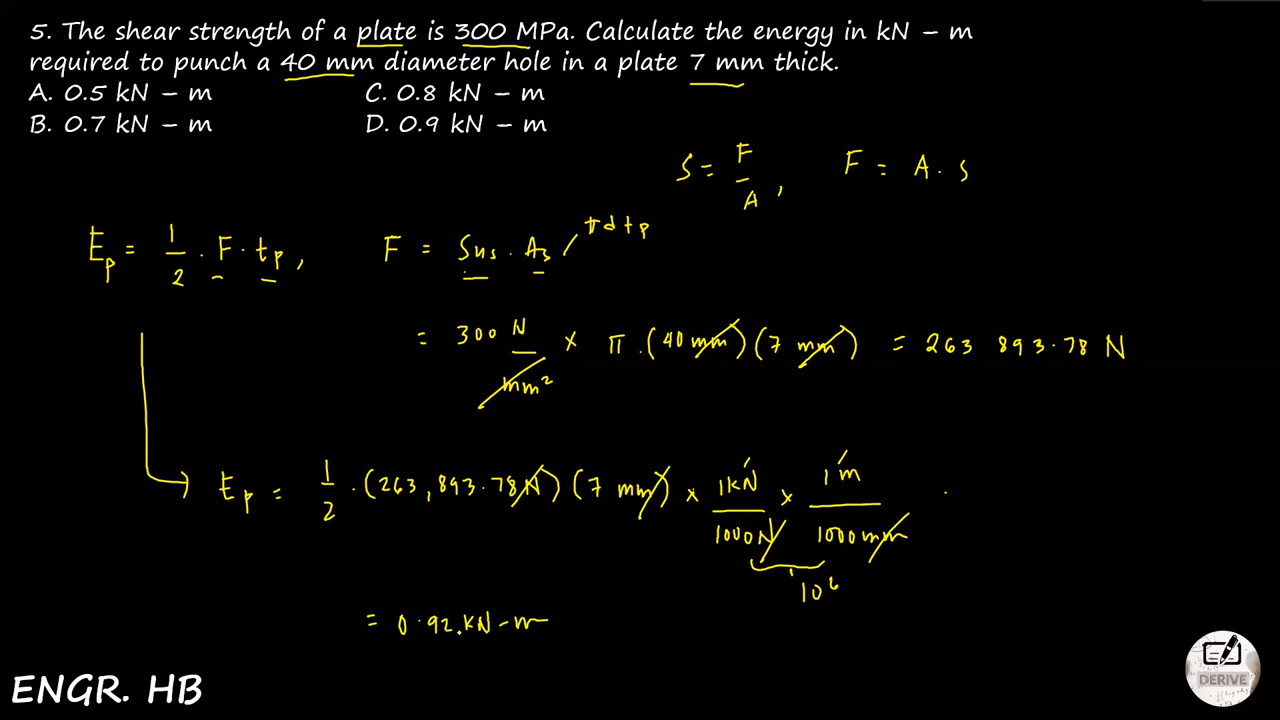 5. The shear strength of a plate is 300 MPa. Calculate the energy in kN – m
required to punch a 40 mm diameter hole in a plate 7 mm thick.
A. 0.5 kN – m C. 0.8 kN – m
B. 0.7 kN – m D. 0.9 kN – m
S = F/A , F = A . S
Ep = 1/2 . F . tp , F = Sus . As πdtp
= 300 N/mm² × π . (40 mm)(7 mm) = 263 893.78 N
Ep = 1/2 . (263,893.78N)(7 mm) × 1kN/1000N × 1m/1000mm
10⁶
= 0.92 kN-m
ENGR. HB
DERIVE